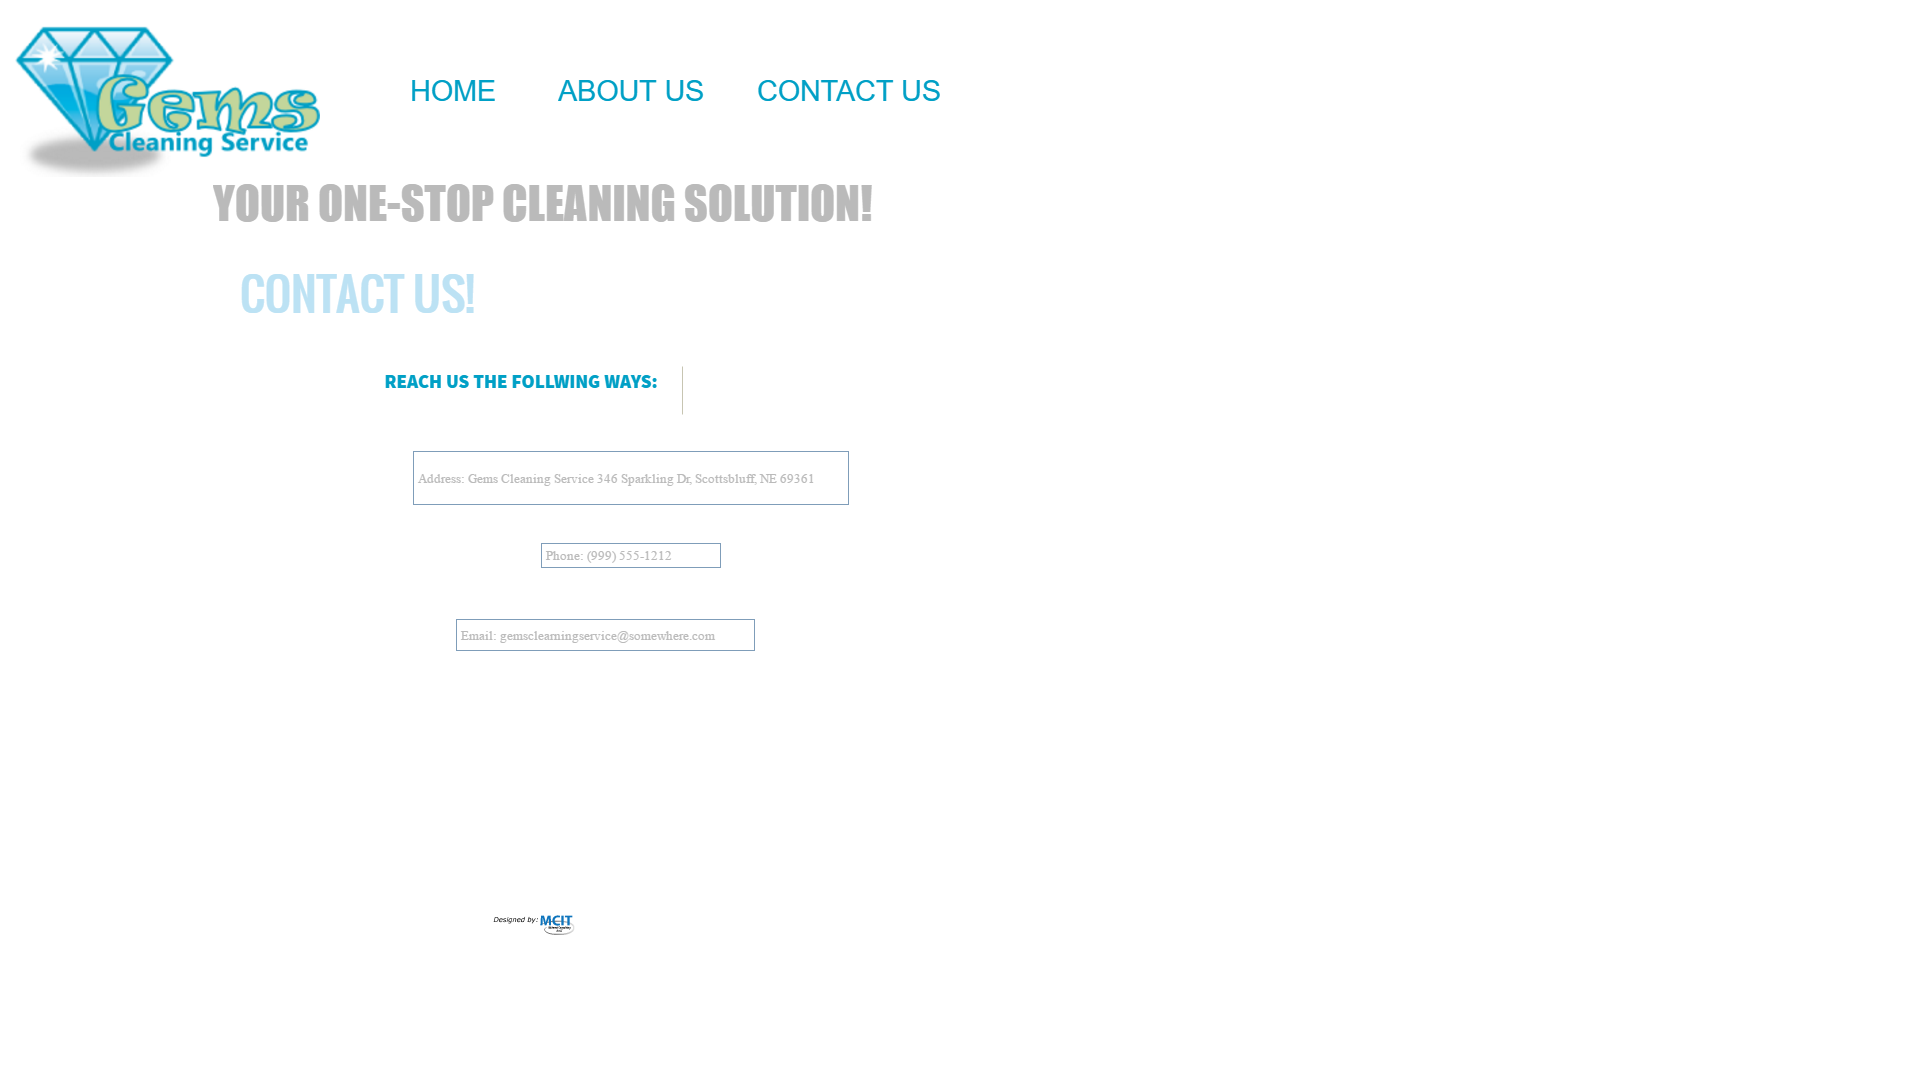 Gems
Cleaning Service
HOME ABOUT US CONTACT US
YOUR ONE-STOP CLEANING SOLUTION!
CONTACT US!
REACH US THE FOLLWING WAYS:
Address: Gems Cleaning Service 346 Sparkling Dr, Scottsbluff, NE 69361
Phone: (999) 555-1212
Email: gemsclearningservice@somewhere.com
Designed by: MCIT